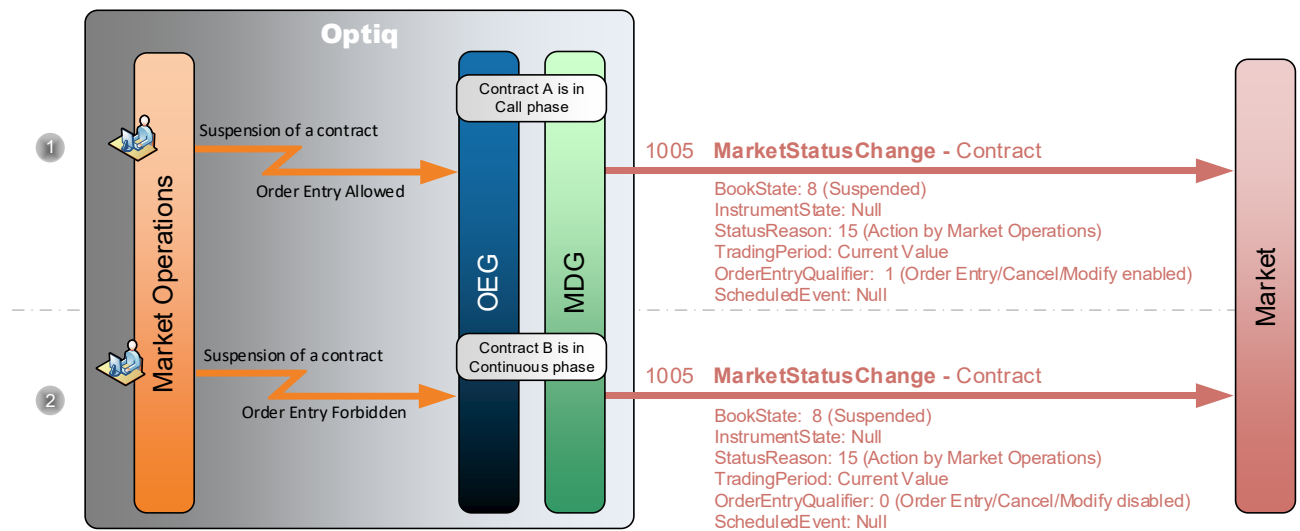 Optiq
Market Operations
OEG
MDG
Market
Contract A is in
Call phase
1
Suspension of a contract
Order Entry Allowed
1005 MarketStatusChange - Contract
BookState: 8 (Suspended)
InstrumentState: Null
StatusReason: 15 (Action by Market Operations)
TradingPeriod: Current Value
OrderEntryQualifier: 1 (Order Entry/Cancel/Modify enabled)
ScheduledEvent: Null
Contract B is in
Continuous phase
2
Suspension of a contract
Order Entry Forbidden
1005 MarketStatusChange - Contract
BookState: 8 (Suspended)
InstrumentState: Null
StatusReason: 15 (Action by Market Operations)
TradingPeriod: Current Value
OrderEntryQualifier: 0 (Order Entry/Cancel/Modify disabled)
ScheduledEvent: Null